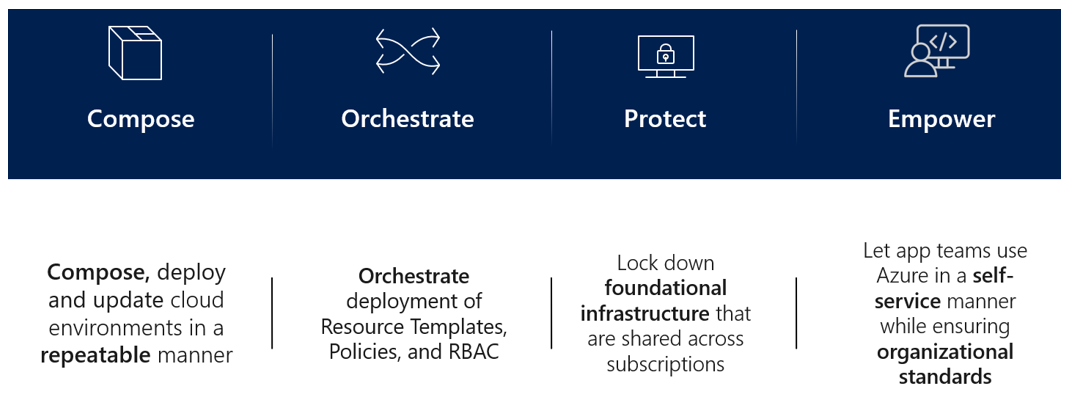 Compose
Orchestrate
Protect
Empower
Compose, deploy
and update cloud
environments in a
repeatable manner
Orchestrate
deployment of
Resource Templates,
Policies, and RBAC
Lock down
foundational
infrastructure that
are shared across
subscriptions
Let app teams use
Azure in a self-
service manner
while ensuring
organizational
standards